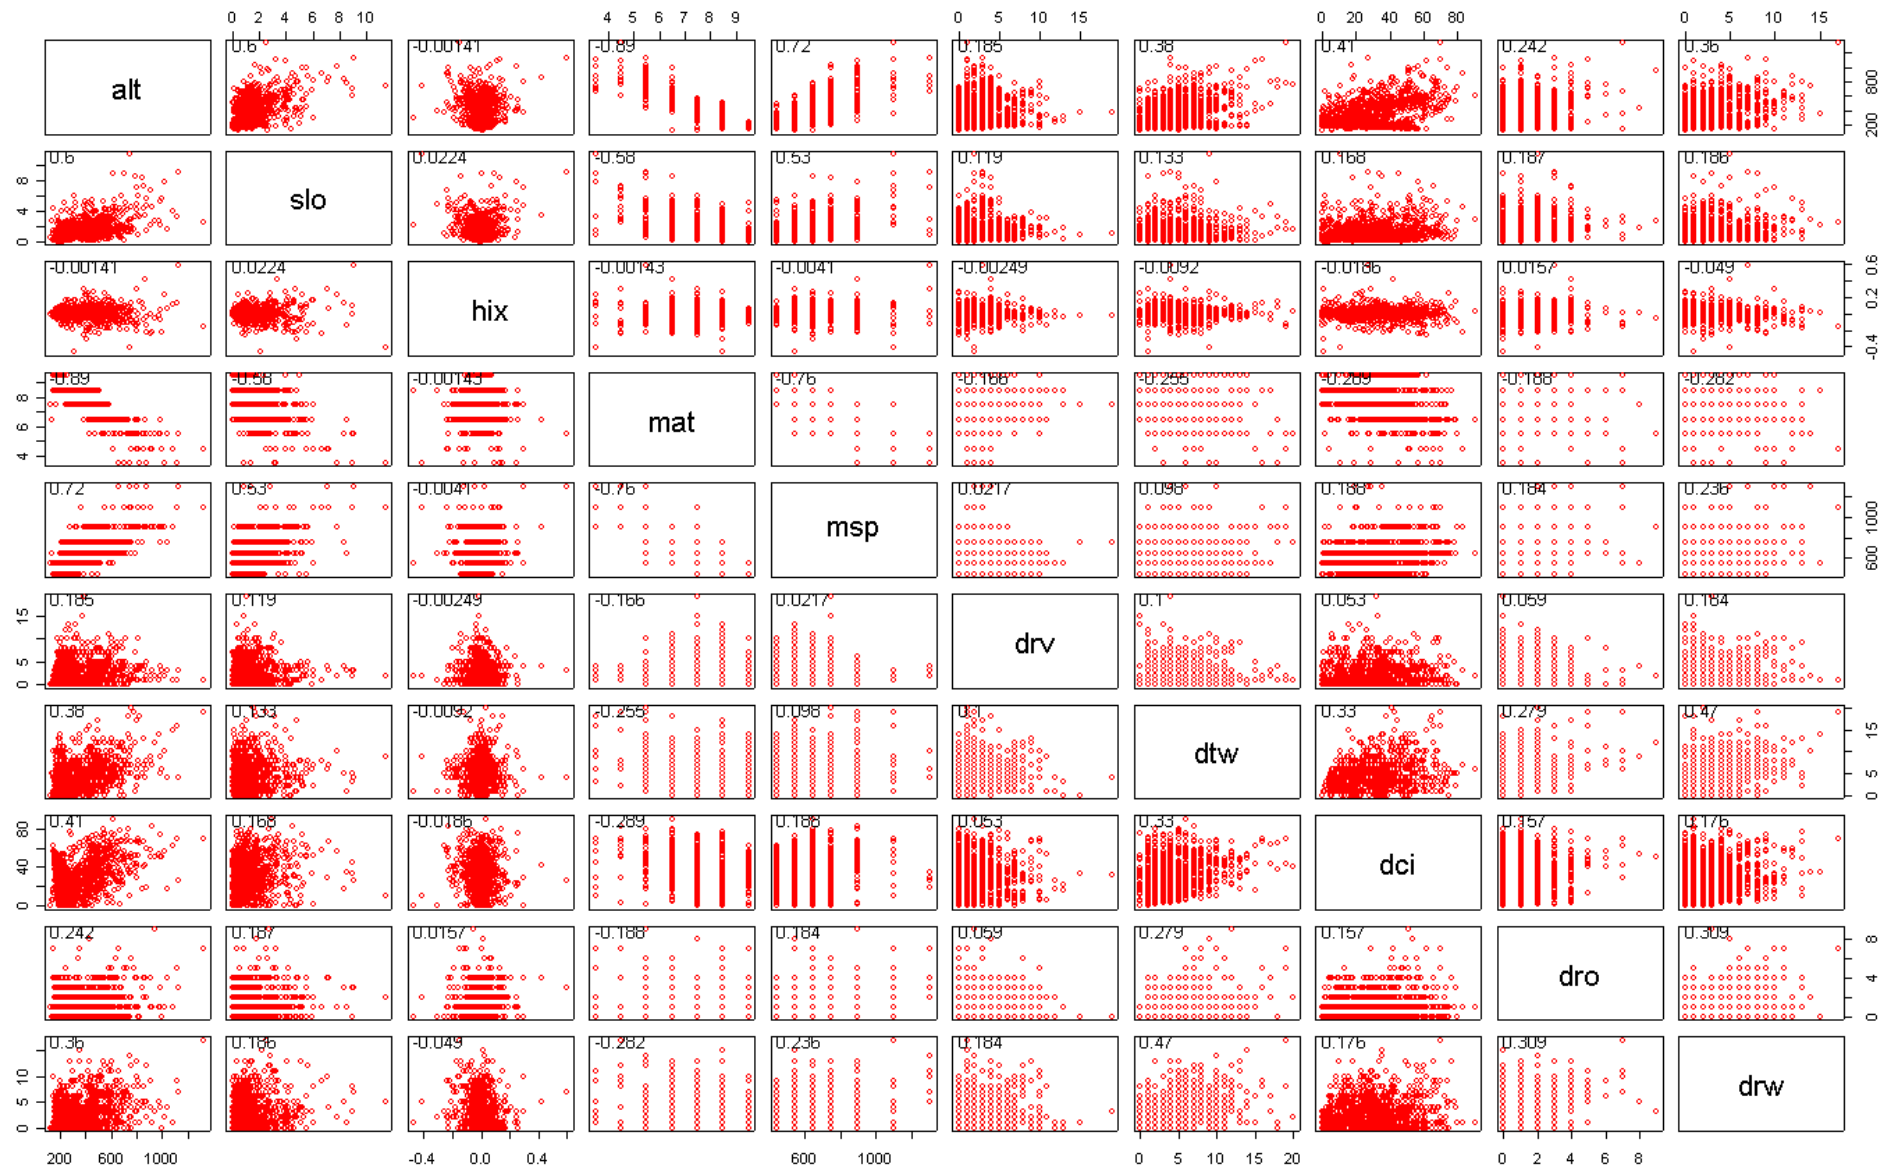 0 2 4 6 8 10 4 5 6 7 8 9 0 5 10 15 0 20 40 60 80 0 5 10 15
alt 0.6 -0.00141 -0.89 0.72 0.185 0.38 0.41 0.242 0.36 200 800
0 4 8 0.6 slo 0.0224 -0.58 0.53 0.119 0.133 0.168 0.187 0.186
-0.00141 0.0224 hix -0.00143 -0.0041 -0.00249 -0.0092 -0.0186 0.0157 -0.049 -0.4 0.2 0.6
4 6 8 -0.89 -0.58 -0.00143 mat -0.76 -0.166 -0.255 -0.289 -0.188 -0.282
0.72 0.53 -0.0041 -0.76 msp 0.0217 0.098 0.188 0.184 0.236 600 1000
0 5 15 0.185 0.119 -0.00249 -0.166 0.0217 drv 0.1 0.053 0.059 0.184
0.38 0.133 -0.0092 -0.255 0.098 0.1 dtw 0.33 0.279 0.47 0 5 15
0 40 80 0.41 0.168 -0.0186 -0.289 0.188 0.053 0.33 dci 0.157 0.176
0.242 0.187 0.0157 -0.188 0.184 0.059 0.279 0.157 dro 0.309 0 4 8
0 5 10 0.36 0.186 -0.049 -0.282 0.236 0.184 0.47 0.176 0.309 drw
200 600 1000 -0.4 0.0 0.4 600 1000 0 5 10 15 20 0 2 4 6 8